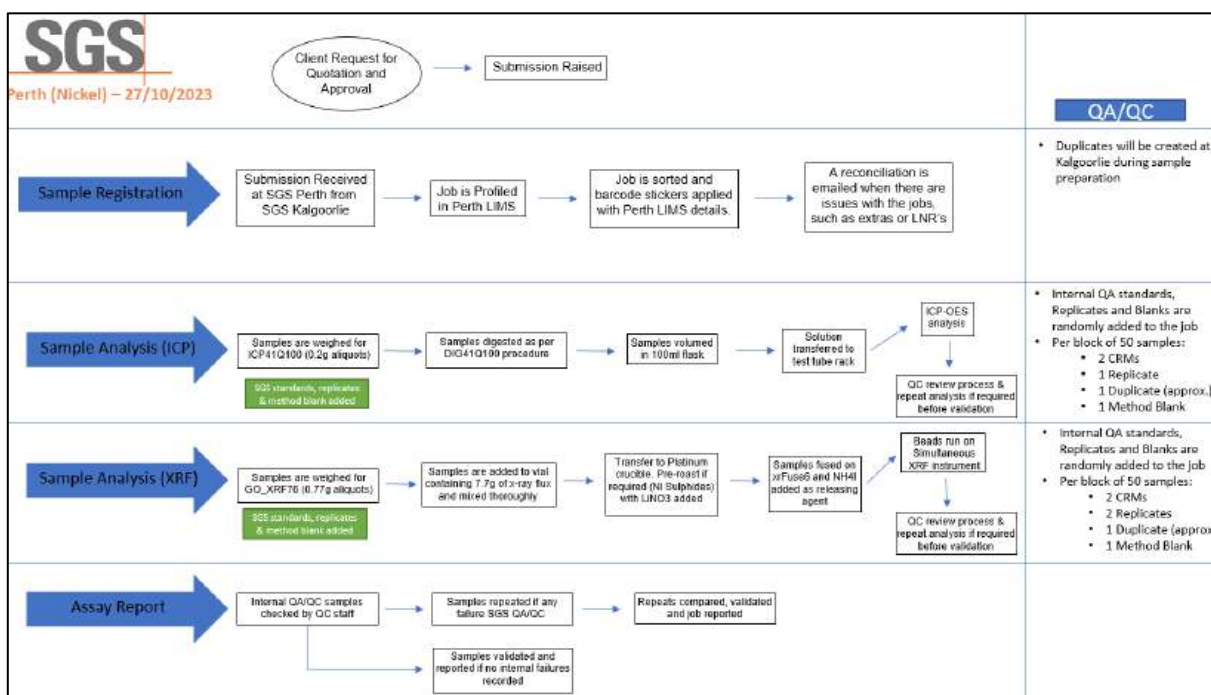 SGS
Perth (Nickel) – 27/10/2023
Client Request for
Quotation and
Approval
Submission Raised
QA/QC
Sample Registration
Submission Received
at SGS Perth from
SGS Kalgoorlie
Job is Profiled
in Perth LIMS
Job is sorted and
barcode stickers applied
with Perth LIMS details.
A reconciliation is
emailed when there are
issues with the jobs,
such as extras or LNR's
• Duplicates will be created at
Kalgoorlie during sample
preparation
Sample Analysis (ICP)
Samples are weighed for
ICP41Q100 (0.2g aliquots)
SGS standards, replicates
& method blank added
Samples digested as per
DIG41Q100 procedure
Samples volumed
in 100ml flask
Solution
transferred to
test tube rack
ICP-OES
analysis
QC review process &
repeat analysis if required
before validation
• Internal QA standards,
Replicates and Blanks are
randomly added to the job
• Per block of 50 samples:
• 2 CRMs
• 1 Replicate
• 1 Duplicate (approx.)
• 1 Method Blank
Sample Analysis (XRF)
Samples are weighed for
GO_XRF76 (0.77g aliquots)
SGS standards, replicates
& method blank added
Samples are added to vial
containing 7.7g of x-ray flux
and mixed thoroughly
Transfer to Platinum
crucible. Pre-roast if
required (Ni Sulphides)
with LiNO3 added
Samples fused on
xrFuse6 and NH4I
added as releasing
agent
Beads run on
Simultaneous
XRF instrument
QC review process &
repeat analysis if required
before validation
• Internal QA standards,
Replicates and Blanks are
randomly added to the job
• Per block of 50 samples:
• 2 CRMs
• 2 Replicates
• 1 Duplicate (approx
• 1 Method Blank
Assay Report
Internal QA/QC samples
checked by QC staff
Samples repeated if any
failure SGS QA/QC
Repeats compared, validated
and job reported
Samples validated and
reported if no internal failures
recorded